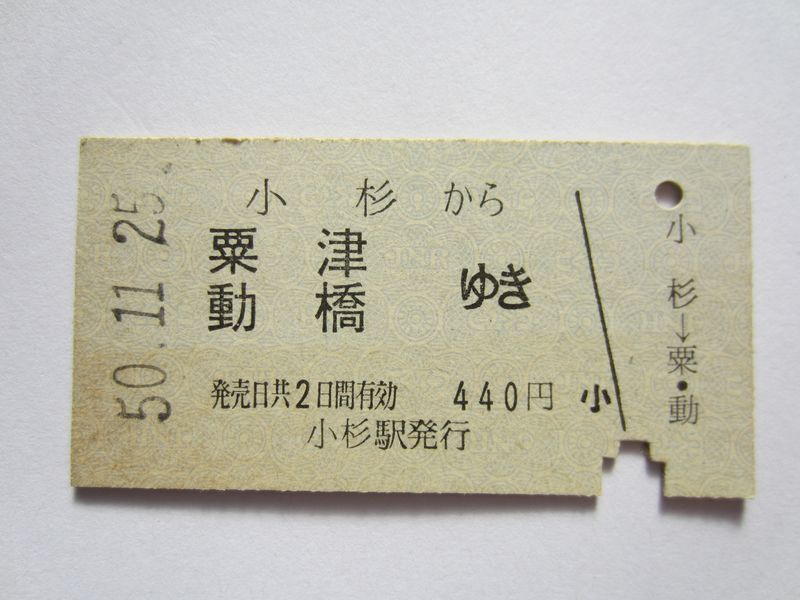 50.11 25.
小 杉 から
粟津
動橋 ゆき
発売日共2日間有効 440円 小
小杉駅発行
小杉→粟・動